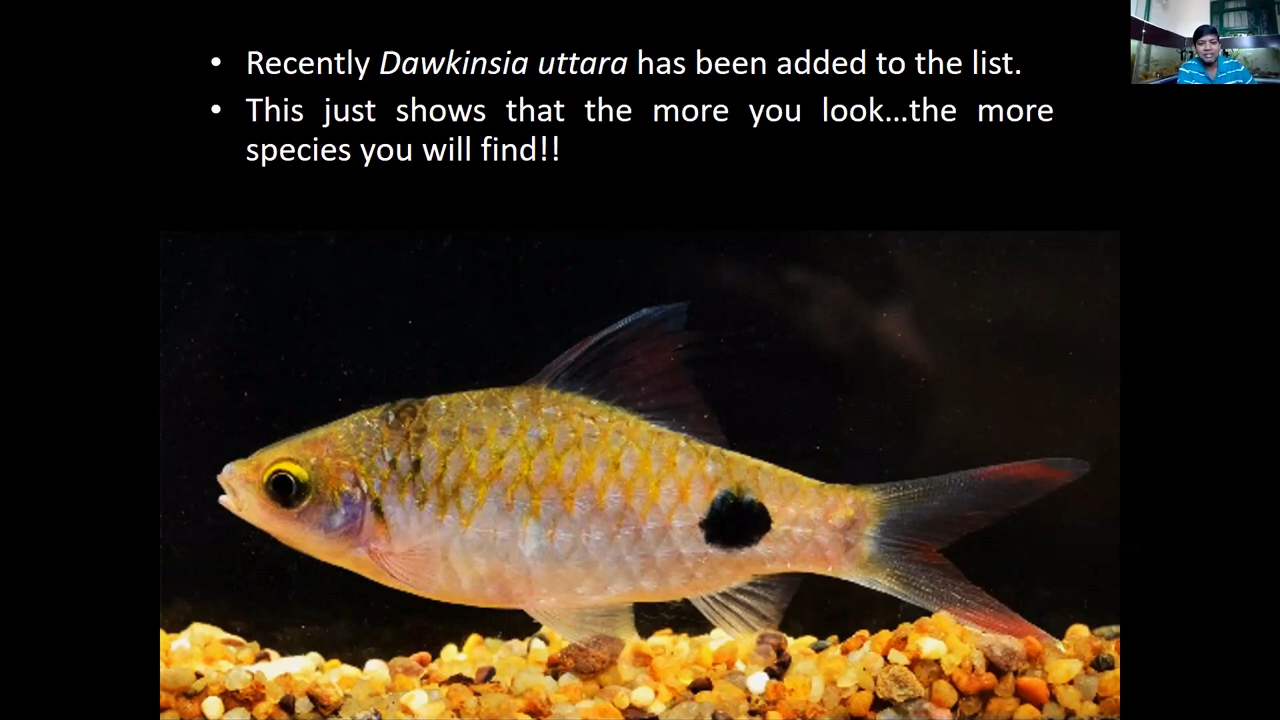 • Recently Dawkinsia uttara has been added to the list.
• This just shows that the more you look…the more
species you will find!!